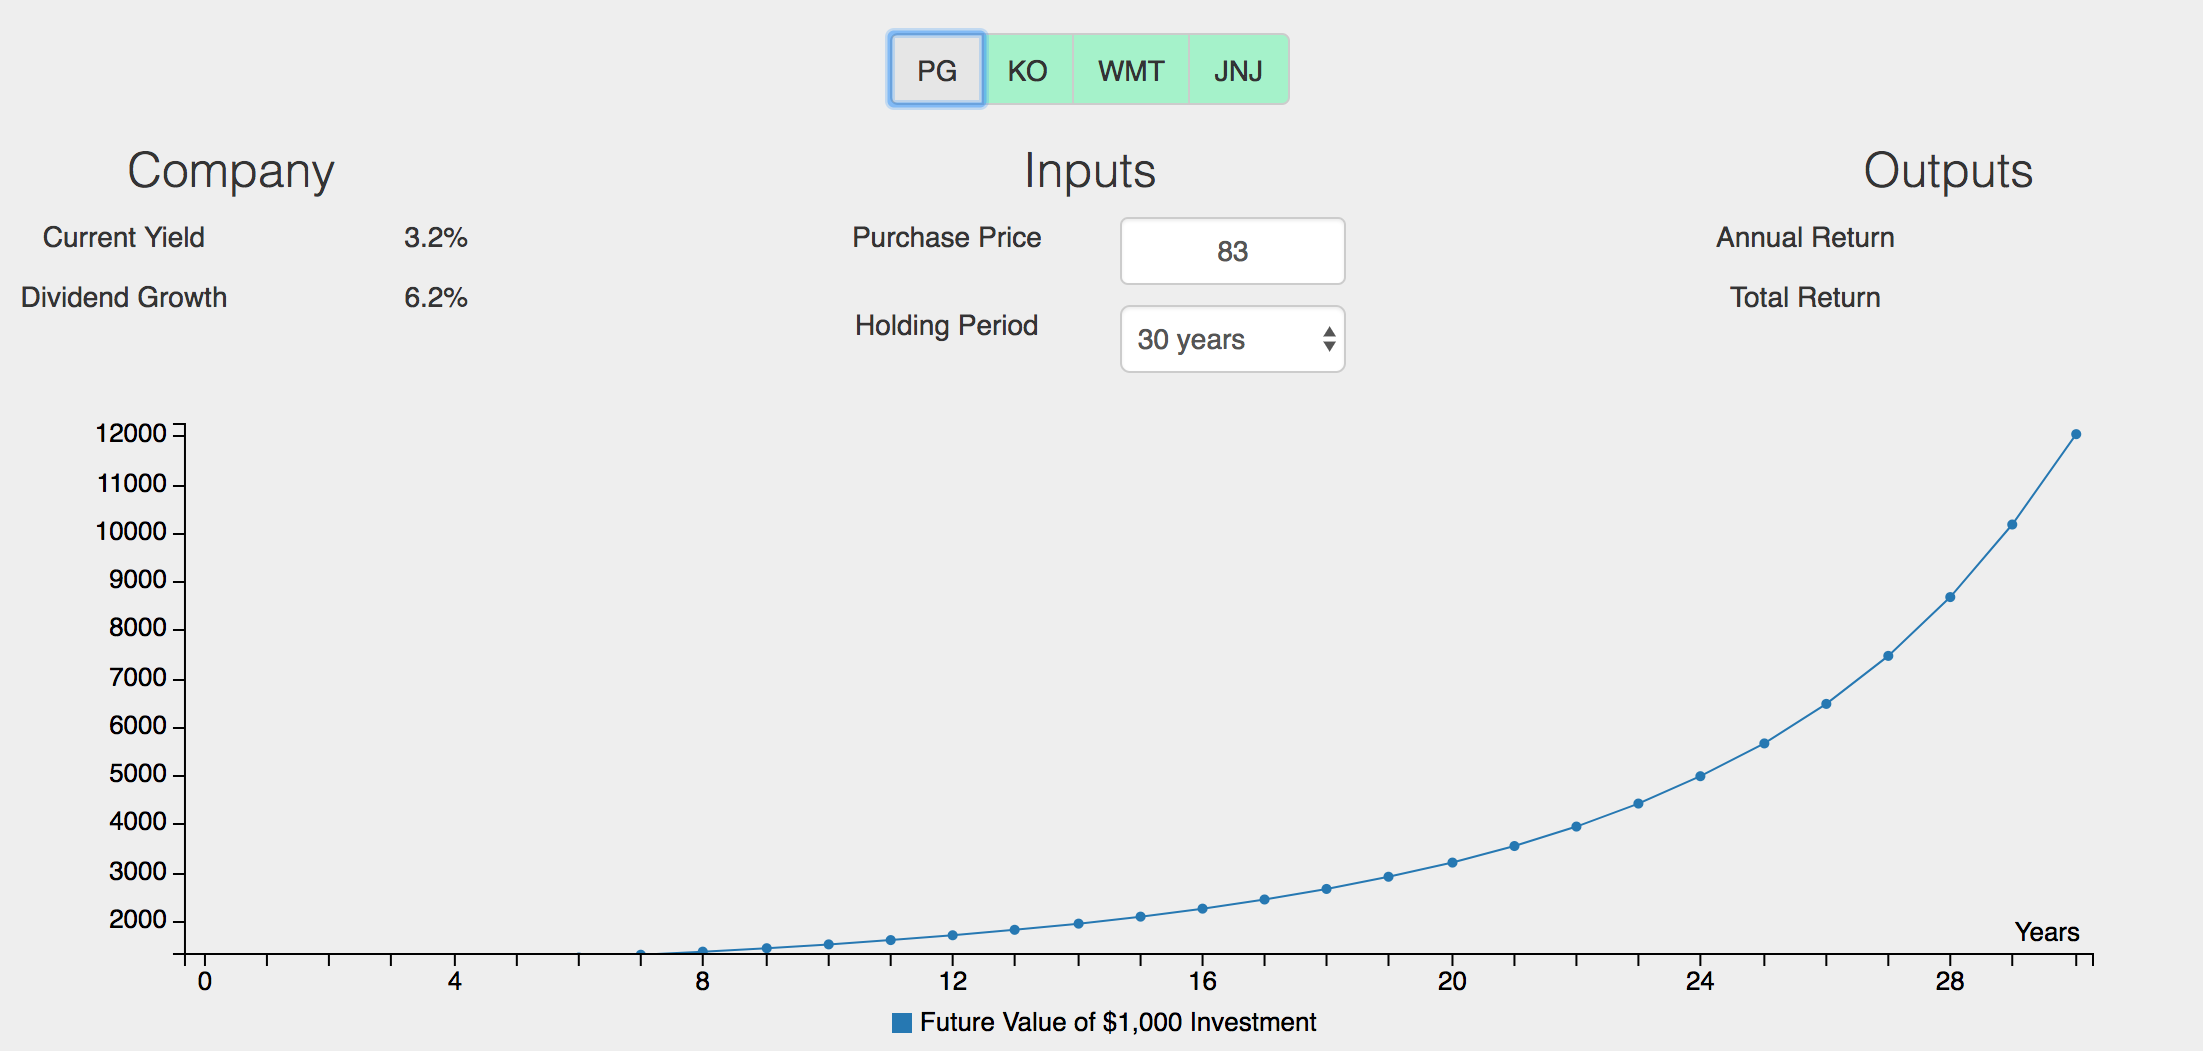 PG KO WMT JNJ
Company Inputs Outputs
Current Yield 3.2% Purchase Price 83 Annual Return
Dividend Growth 6.2% Total Return
Holding Period 30 years
12000
11000
10000
9000
8000
7000
6000
5000
4000
3000
2000
Years
0 4 8 12 16 20 24 28
Future Value of $1,000 Investment